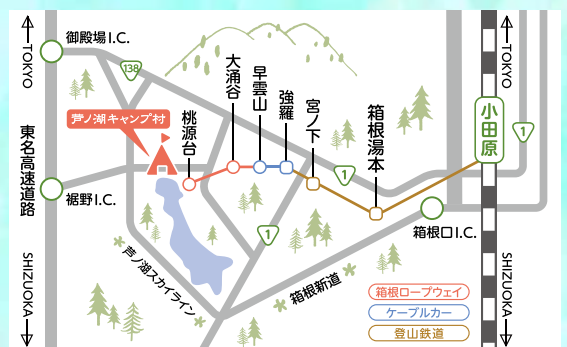 御殿場I.C.
TOKYO
138
東名高速道路
芦ノ湖キャンプ村
桃源台
大涌谷
早雲山
強羅
宮ノ下
箱根湯本
小田原
TOKYO
1
1
1
裾野I.C.
箱根口I.C.
SHIZUOKA
芦ノ湖スカイライン
箱根新道
SHIZUOKA
箱根ロープウェイ
ケーブルカー
登山鉄道